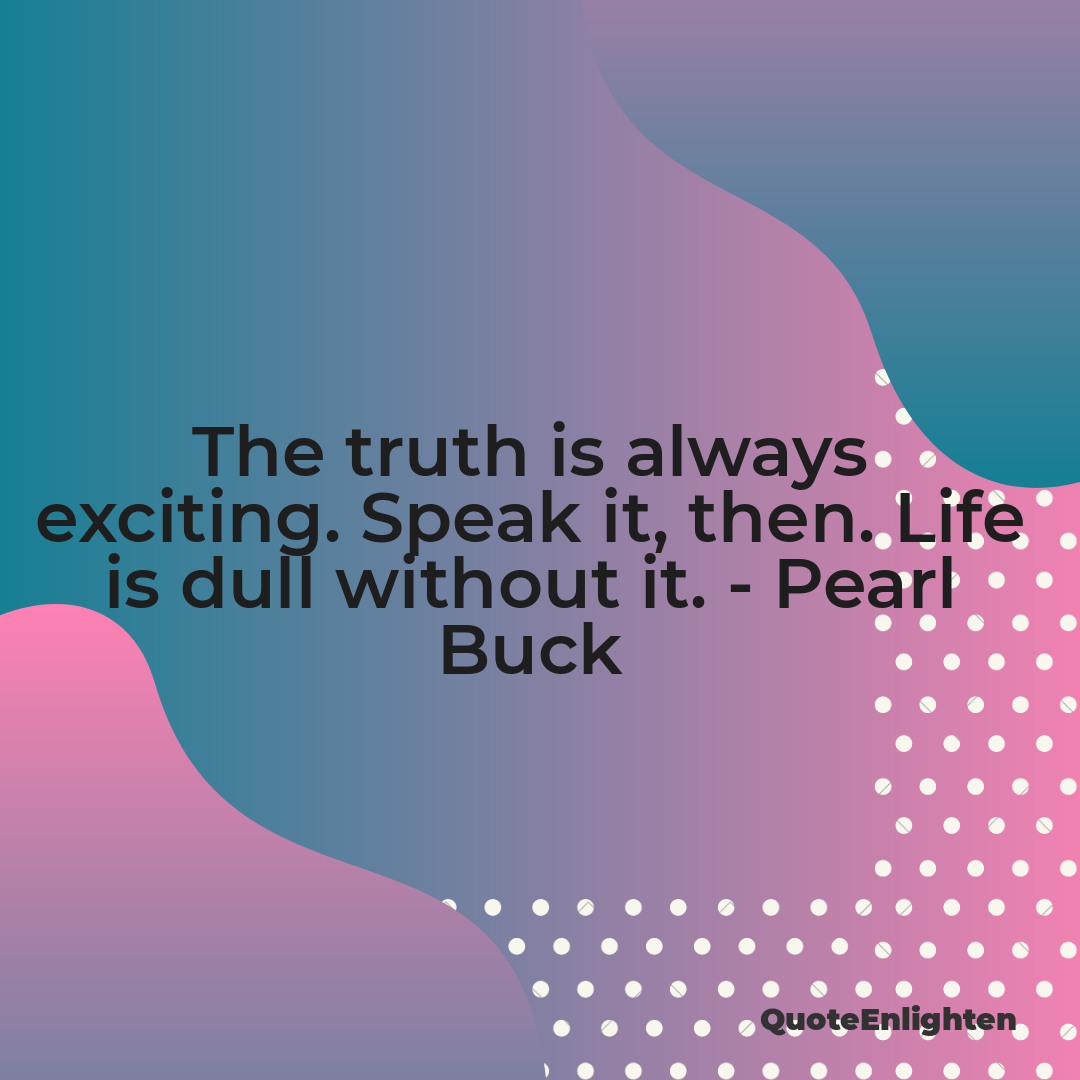 The truth is always
exciting. Speak it, then. Life
is dull without it. - Pearl
Buck
QuoteEnlighten